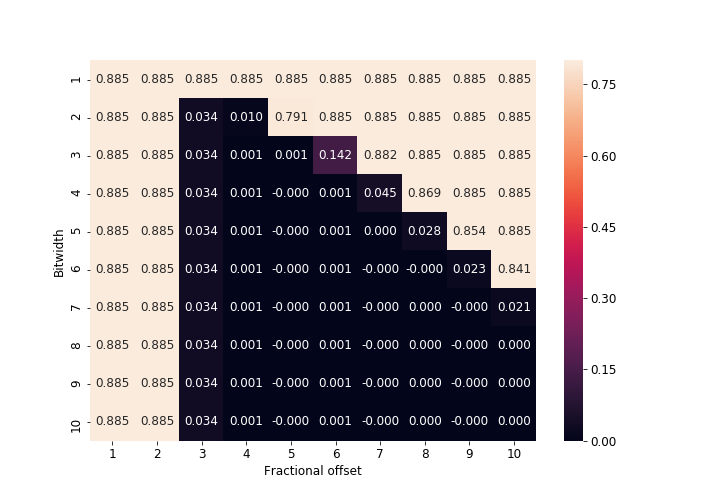 1 0.885 0.885 0.885 0.885 0.885 0.885 0.885 0.885 0.885 0.885
2 0.885 0.885 0.034 0.010 0.791 0.885 0.885 0.885 0.885 0.885
3 0.885 0.885 0.034 0.001 0.001 0.142 0.882 0.885 0.885 0.885
4 0.885 0.885 0.034 0.001 -0.000 0.001 0.045 0.869 0.885 0.885
5 0.885 0.885 0.034 0.001 -0.000 0.001 0.000 0.028 0.854 0.885
6 0.885 0.885 0.034 0.001 -0.000 0.001 -0.000 -0.000 0.023 0.841
7 0.885 0.885 0.034 0.001 -0.000 0.001 -0.000 0.000 -0.000 0.021
8 0.885 0.885 0.034 0.001 -0.000 0.001 -0.000 0.000 -0.000 0.000
9 0.885 0.885 0.034 0.001 -0.000 0.001 -0.000 0.000 -0.000 0.000
10 0.885 0.885 0.034 0.001 -0.000 0.001 -0.000 0.000 -0.000 0.000
Bitwidth
1 2 3 4 5 6 7 8 9 10
Fractional offset
0.75
0.60
0.45
0.30
0.15
0.00